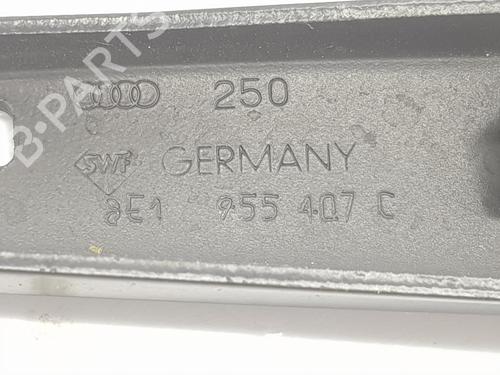 250
SWF GERMANY
8E1 955 407 C
B-PARTS